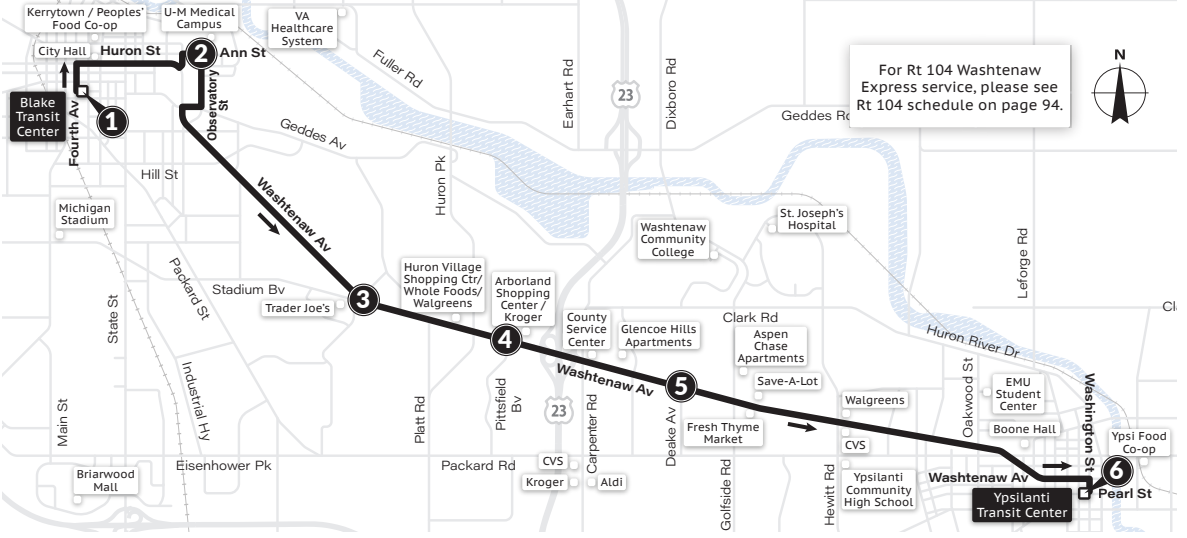 Kerrytown / Peoples'
Food Co-op
U-M Medical
Campus
VA
Healthcare
System
City Hall
Huron St
2
Ann St
Fuller Rd
Earhart Rd
23
Dixboro Rd
For Rt 104 Washtenaw
Express service, please see
Rt 104 schedule on page 94.
N
Blake
Transit
Center
Fourth Av
1
Observatory
St
Geddes Av
Geddes Rd
Hill St
Huron Pk
Washtenaw Av
Michigan
Stadium
Washtenaw
Community
College
St. Joseph's
Hospital
Leforge Rd
Packard St
State St
Stadium Bv
Trader Joe's
3
Huron Village
Shopping Ctr/
Whole Foods/
Walgreens
Arborland
Shopping
Center /
Kroger
4
County
Service
Center
Glencoe Hills
Apartments
Clark Rd
Aspen
Chase
Apartments
Save-A-Lot
Cl
Huron River Dr
Washtenaw Av
5
Industrial Hy
Main St
Platt Rd
Pittsfield
Bv
23
Carpenter Rd
Deake Av
Fresh Thyme
Market
Walgreens
CVS
Oakwood St
EMU
Student
Center
Boone Hall
Washington St
Ypsi Food
Co-op
Briarwood
Mall
Eisenhower Pk
Packard Rd
CVS
Kroger
Aldi
Golfside Rd
Hewitt Rd
Ypsilanti
Community
High School
Washtenaw Av
6
Pearl St
Ypsilanti
Transit Center